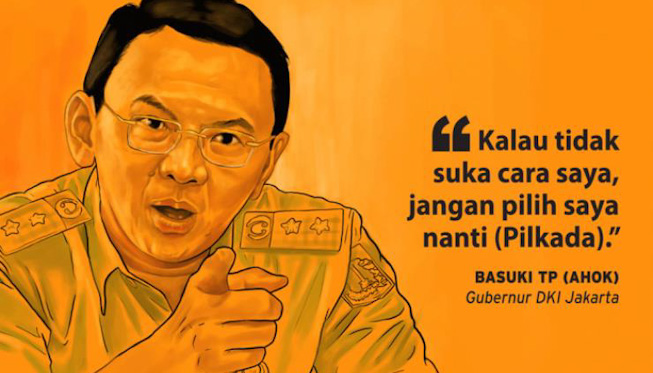 “Kalau tidak
suka cara saya,
jangan pilih saya
nanti (Pilkada).”
BASUKI TP (AHOK)
Gubernur DKI Jakarta